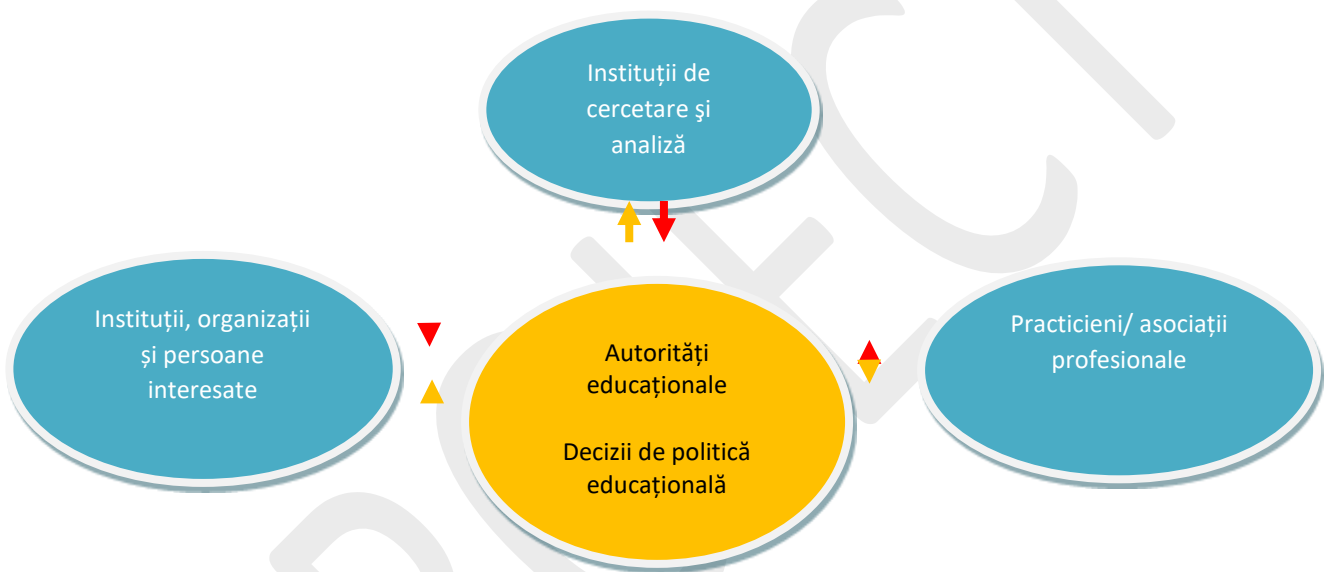 Instituții de
cercetare şi
analiză
Instituții, organizații
și persoane
interesate
Autorități
educaționale
Decizii de politică
educațională
Practicieni/ asociații
profesionale